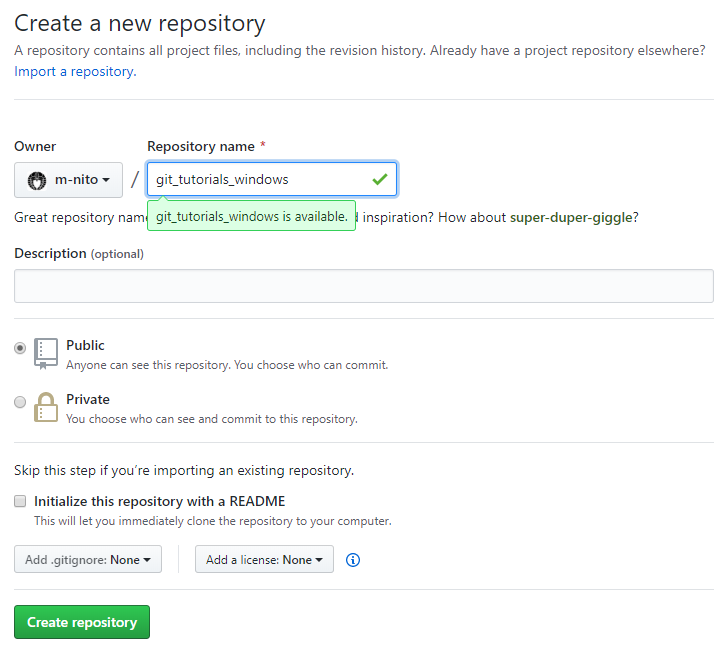 Create a new repository
A repository contains all project files, including the revision history. Already have a project repository elsewhere?
Import a repository.
Owner
Repository name *
m-nito / git_tutorials_windows
Great repository
git_tutorials_windows is available.
inspiration? How about super-duper-giggle?
Description (optional)
Public
Anyone can see this repository. You choose who can commit.
Private
You choose who can see and commit to this repository.
Skip this step if you’re importing an existing repository.
Initialize this repository with a README
This will let you immediately clone the repository to your computer.
Add .gitignore: None
Add a license: None
Create repository